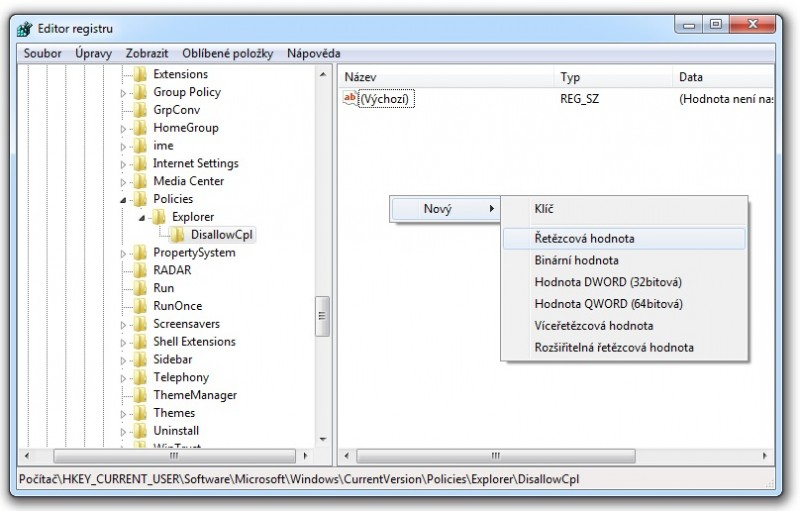 Editor registru
Soubor Úpravy Zobrazit Oblíbené položky Nápověda
Extensions
Group Policy
GrpConv
HomeGroup
ime
Internet Settings
Media Center
Policies
Explorer
DisallowCpl
PropertySystem
RADAR
Run
RunOnce
Screensavers
Shell Extensions
Sidebar
Telephony
ThemeManager
Themes
Uninstall
WinTrust
Název Typ Data
ab (Výchozí) REG_SZ (Hodnota není nas
Nový
Klíč
Řetězcová hodnota
Binární hodnota
Hodnota DWORD (32bitová)
Hodnota QWORD (64bitová)
Víceřetězcová hodnota
Rozšiřitelná řetězcová hodnota
Počítač\HKEY_CURRENT_USER\Software\Microsoft\Windows\CurrentVersion\Policies\Explorer\DisallowCpl